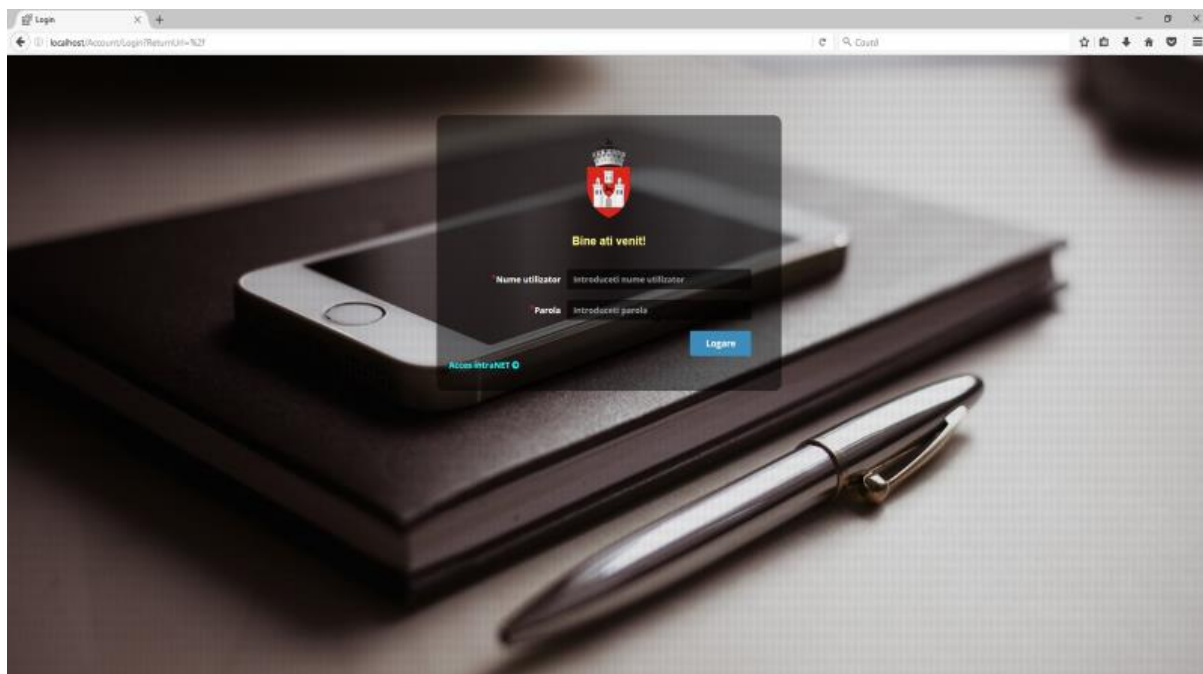 Login
localhost/Account/Login?ReturnUrl=%2f
Caută
Bine ati venit!
*Nume utilizator
Introduceti nume utilizator
*Parola
Introduceti parola
Logare
Acces intraNET